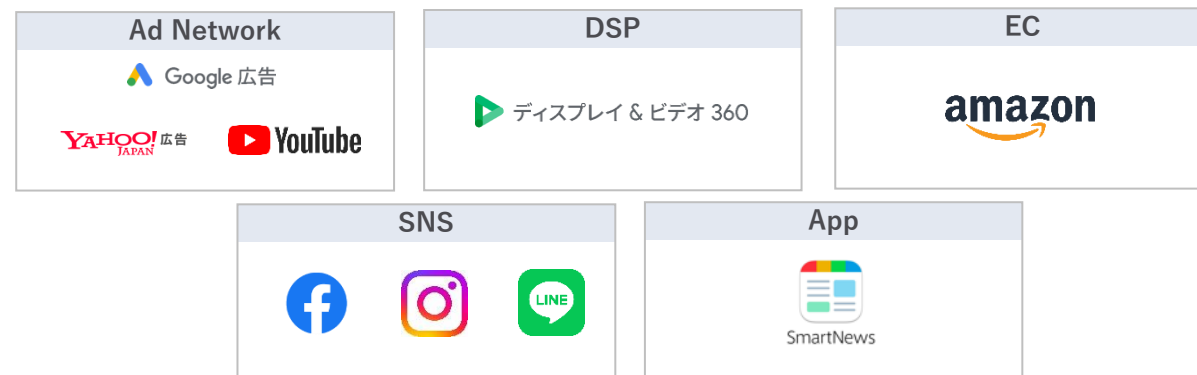 Ad Network
Google 広告
YAHOO! 広告
JAPAN
YouTube
DSP
ディスプレイ & ビデオ 360
EC
amazon
SNS
LINE
App
SmartNews